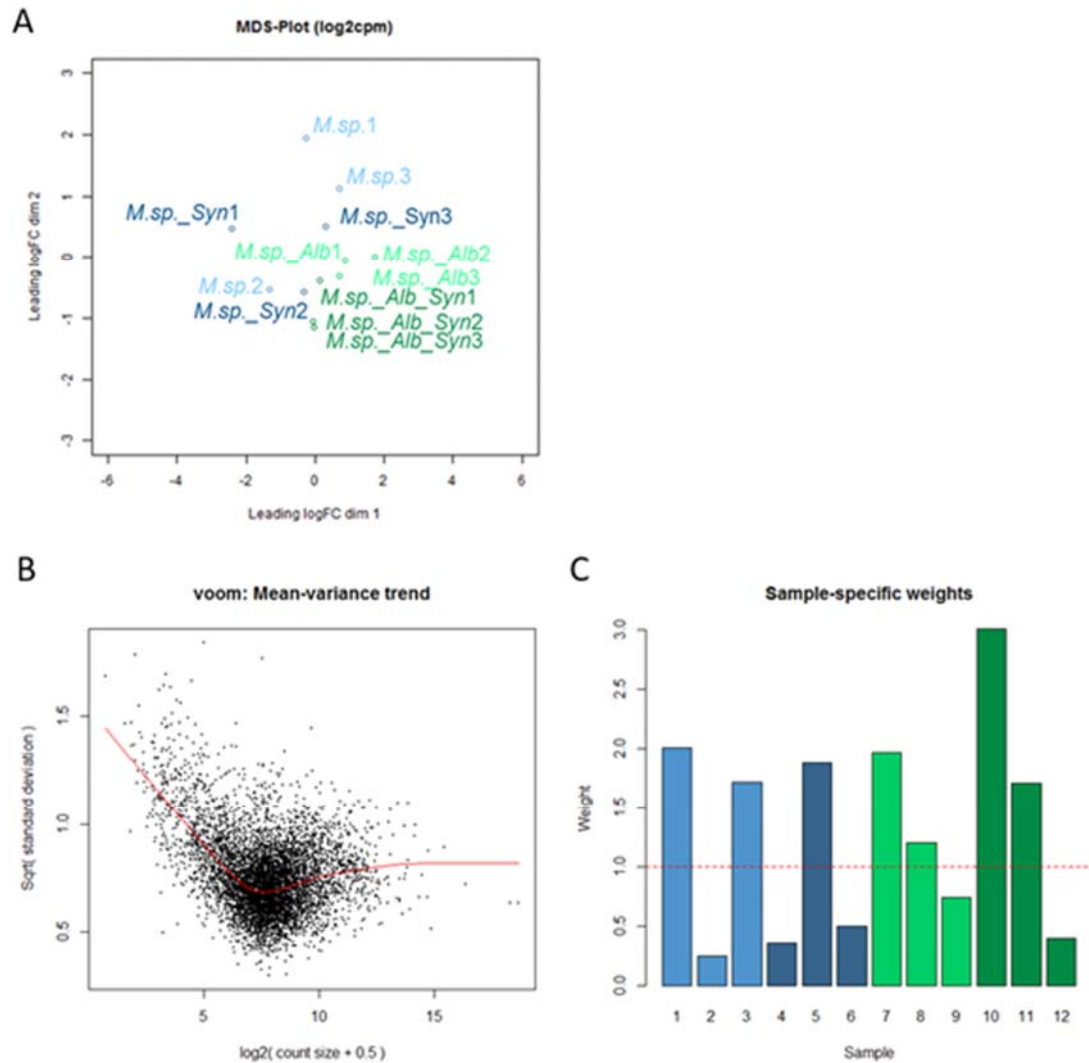 A
MDS-Plot (log2cpm)
Leading logFC dim 2
3
2
1
0
-1
-2
-3
M.sp.1
M.sp.3
M.sp._Syn1
M.sp._Syn3
M.sp._Alb1
M.sp._Alb2
M.sp._Alb3
M.sp.2
M.sp._Syn2
M.sp._Alb_Syn1
M.sp._Alb_Syn2
M.sp._Alb_Syn3
-6 -4 -2 0 2 4 6
Leading logFC dim 1
B
voom: Mean-variance trend
Sqrt( standard deviation )
1.5
1.0
0.5
5 10 15
log2( count size + 0.5 )
C
Sample-specific weights
Weight
3.0
2.5
2.0
1.5
1.0
0.5
0.0
1 2 3 4 5 6 7 8 9 10 11 12
Sample